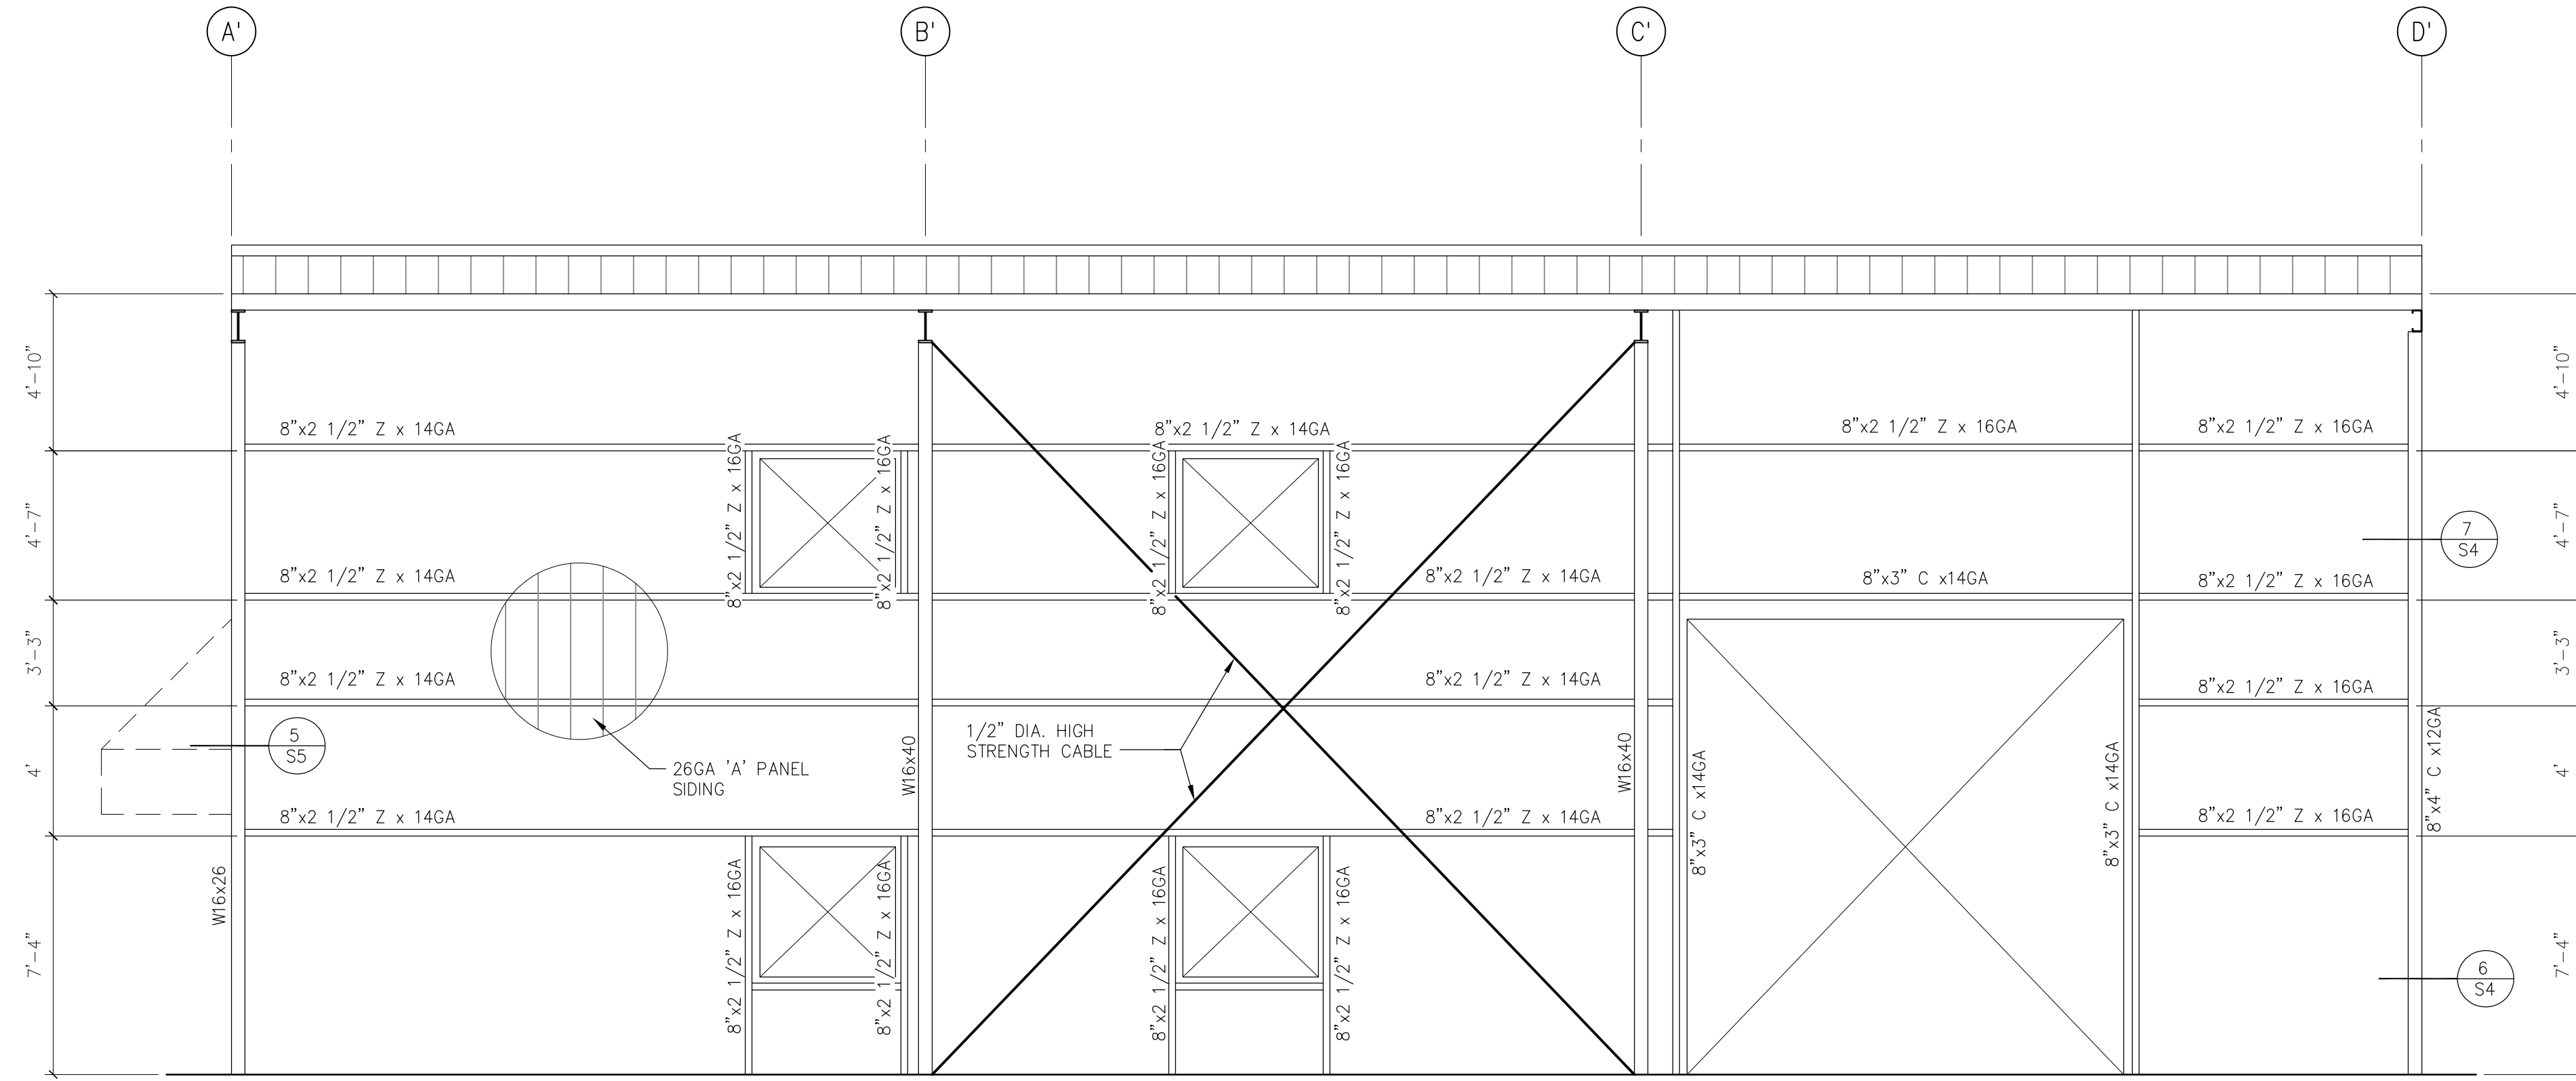 A'
B'
C'
D'
4'-10"
4'-10"
8"x2 1/2" Z x 14GA
8"x2 1/2" Z x 14GA
8"x2 1/2" Z x 16GA
8"x2 1/2" Z x 16GA
8"x2 1/2" Z x 16GA
8"x2 1/2" Z x 16GA
8"x2 1/2" Z x 16GA
8"x2 1/2" Z x 16GA
4'-7"
4'-7"
7
S4
8"x2 1/2" Z x 14GA
8"x2 1/2" Z x 14GA
8"x3" C x14GA
8"x2 1/2" Z x 16GA
3'-3"
3'-3"
8"x2 1/2" Z x 14GA
8"x2 1/2" Z x 14GA
8"x2 1/2" Z x 16GA
5
S5
1/2" DIA. HIGH
STRENGTH CABLE
26GA 'A' PANEL
SIDING
W16x40
W16x40
8"x3" C x14GA
8"x3" C x14GA
8"x4" C x12GA
4'
4'
8"x2 1/2" Z x 14GA
8"x2 1/2" Z x 14GA
8"x2 1/2" Z x 16GA
W16x26
8"x2 1/2" Z x 16GA
8"x2 1/2" Z x 16GA
8"x2 1/2" Z x 16GA
8"x2 1/2" Z x 16GA
7'-4"
7'-4"
6
S4